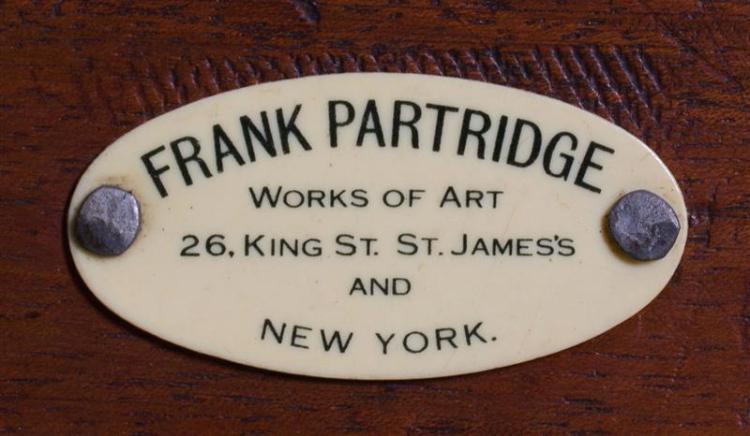 FRANK PARTRIDGE
WORKS OF ART
26, KING ST. ST. JAMES'S
AND
NEW YORK.